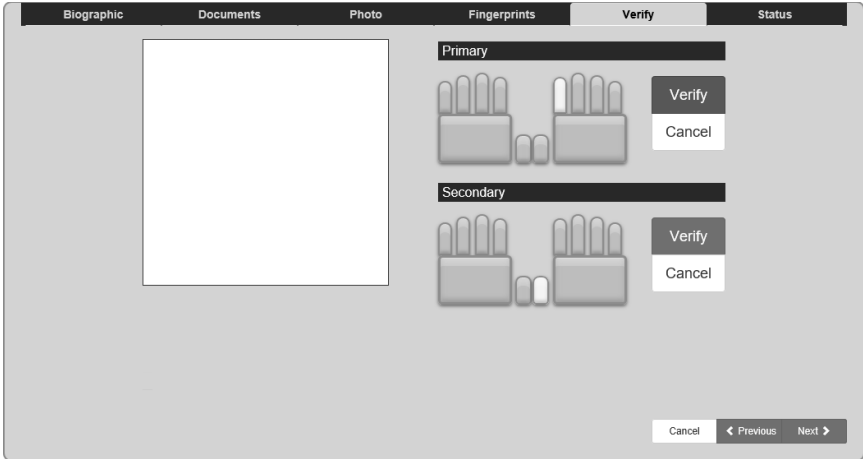 Biographic Documents Photo Fingerprints Verify Status
Primary
Verify
Cancel
Secondary
Verify
Cancel
Cancel Previous Next